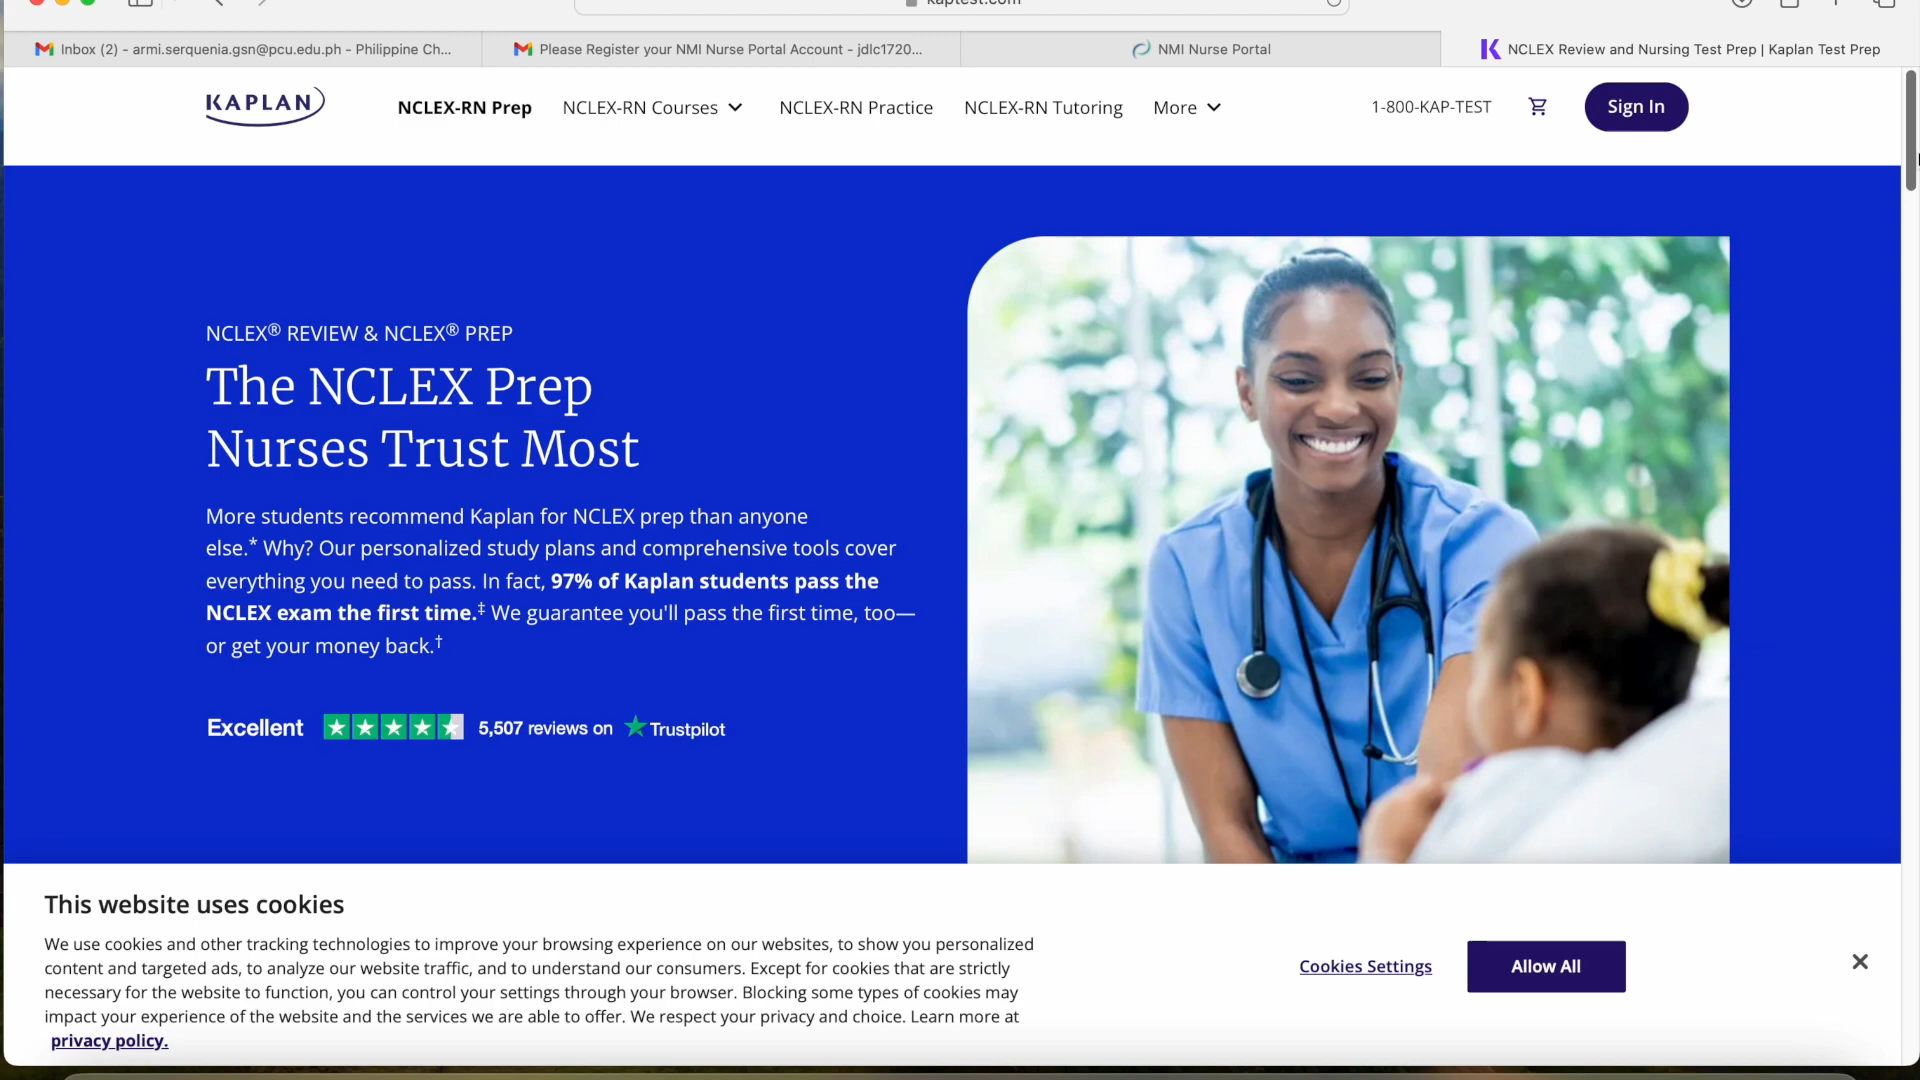 kaptest.com
Inbox (2) - armi.serquenia.gsn@pcu.edu.ph - Philippine Ch...
Please Register your NMI Nurse Portal Account - jdlc1720...
NMI Nurse Portal
NCLEX Review and Nursing Test Prep | Kaplan Test Prep
KAPLAN
NCLEX-RN Prep
NCLEX-RN Courses
NCLEX-RN Practice
NCLEX-RN Tutoring
More
1-800-KAP-TEST
Sign In
NCLEX® REVIEW & NCLEX® PREP
The NCLEX Prep
Nurses Trust Most
More students recommend Kaplan for NCLEX prep than anyone
else.* Why? Our personalized study plans and comprehensive tools cover
everything you need to pass. In fact, 97% of Kaplan students pass the
NCLEX exam the first time.‡ We guarantee you'll pass the first time, too—
or get your money back.†
Excellent 5,507 reviews on Trustpilot
This website uses cookies
We use cookies and other tracking technologies to improve your browsing experience on our websites, to show you personalized
content and targeted ads, to analyze our website traffic, and to understand our consumers. Except for cookies that are strictly
necessary for the website to function, you can control your settings through your browser. Blocking some types of cookies may
impact your experience of the website and the services we are able to offer. We respect your privacy and choice. Learn more at
privacy policy.
Cookies Settings
Allow All